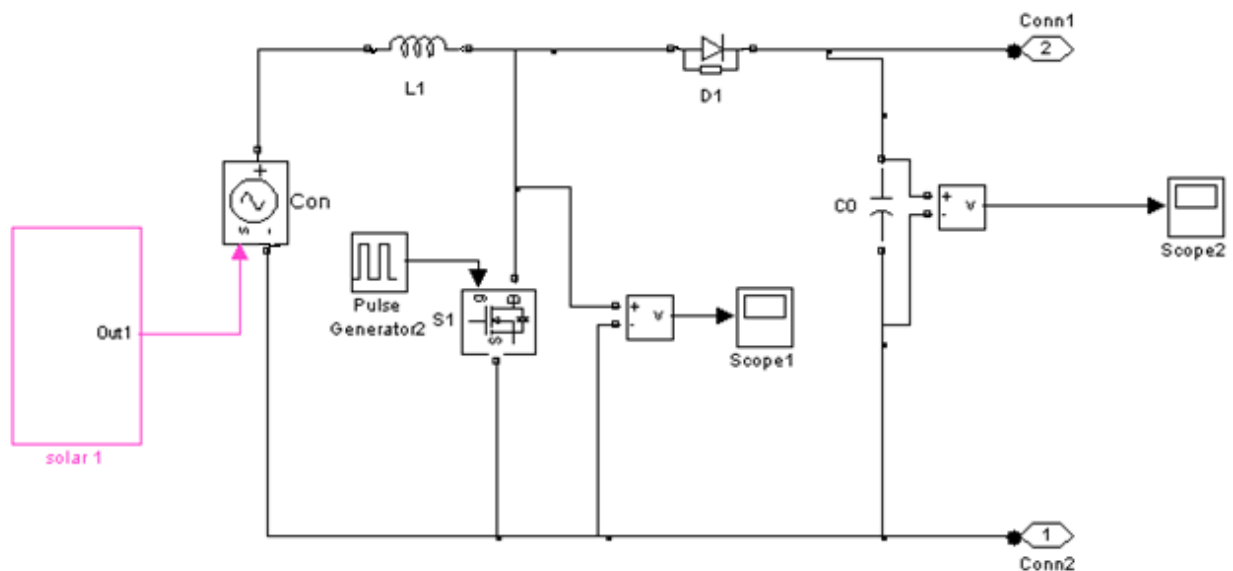 Conn1
2
L1
D1
+
Con
s
-
C0
+
-
v
Scope2
Out1
Pulse
Generator2
g
D
S1
S
+
-
v
Scope1
solar 1
1
Conn2